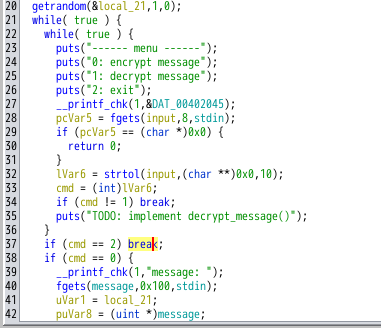 20 getrandom(&local_21,1,0);
21 while( true ) {
22 while( true ) {
23 puts("------ menu ------");
24 puts("0: encrypt message");
25 puts("1: decrypt message");
26 puts("2: exit");
27 __printf_chk(1,&DAT_00402045);
28 pcVar5 = fgets(input,8,stdin);
29 if (pcVar5 == (char *)0x0) {
30 return 0;
31 }
32 lVar6 = strtol(input,(char **)0x0,10);
33 cmd = (int)lVar6;
34 if (cmd != 1) break;
35 puts("TODO: implement decrypt_message()");
36 }
37 if (cmd == 2) break;
38 if (cmd == 0) {
39 __printf_chk(1,"message: ");
40 fgets(message,0x100,stdin);
41 uVar1 = local_21;
42 puVar8 = (uint *)message;